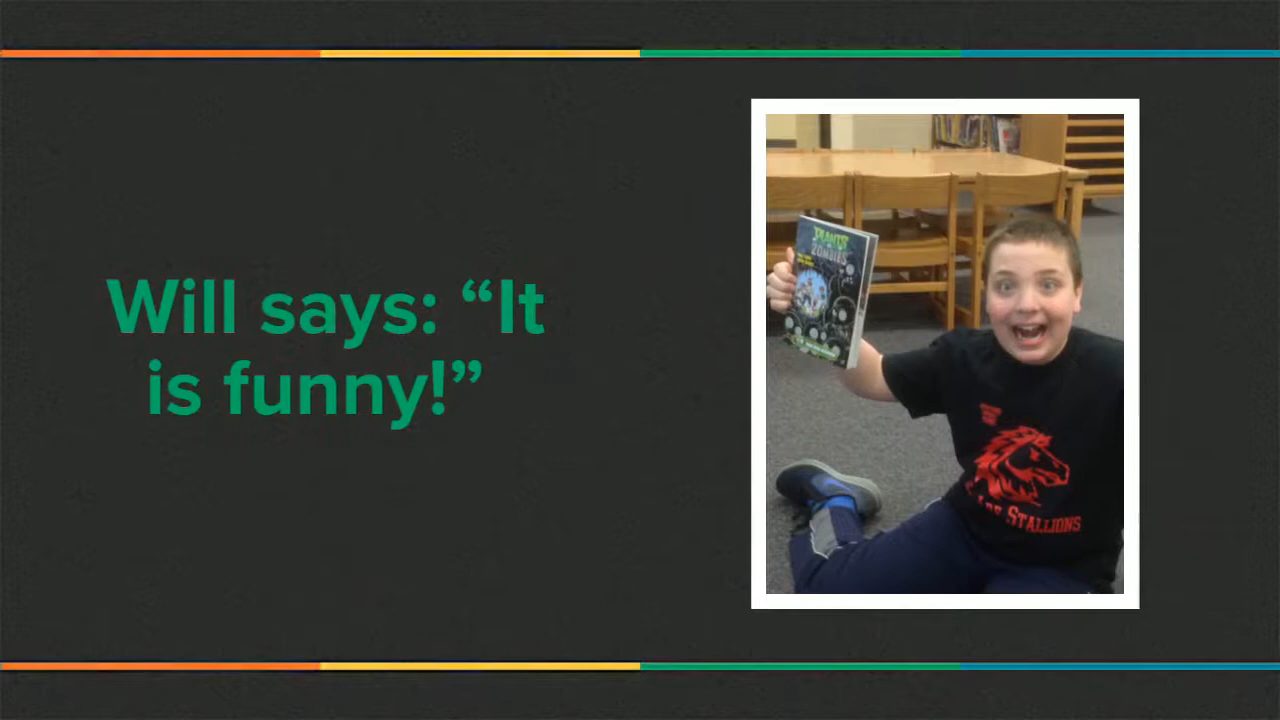 Will says: “It
is funny!”
PLANTS
ZOMBIES
STALLIONS